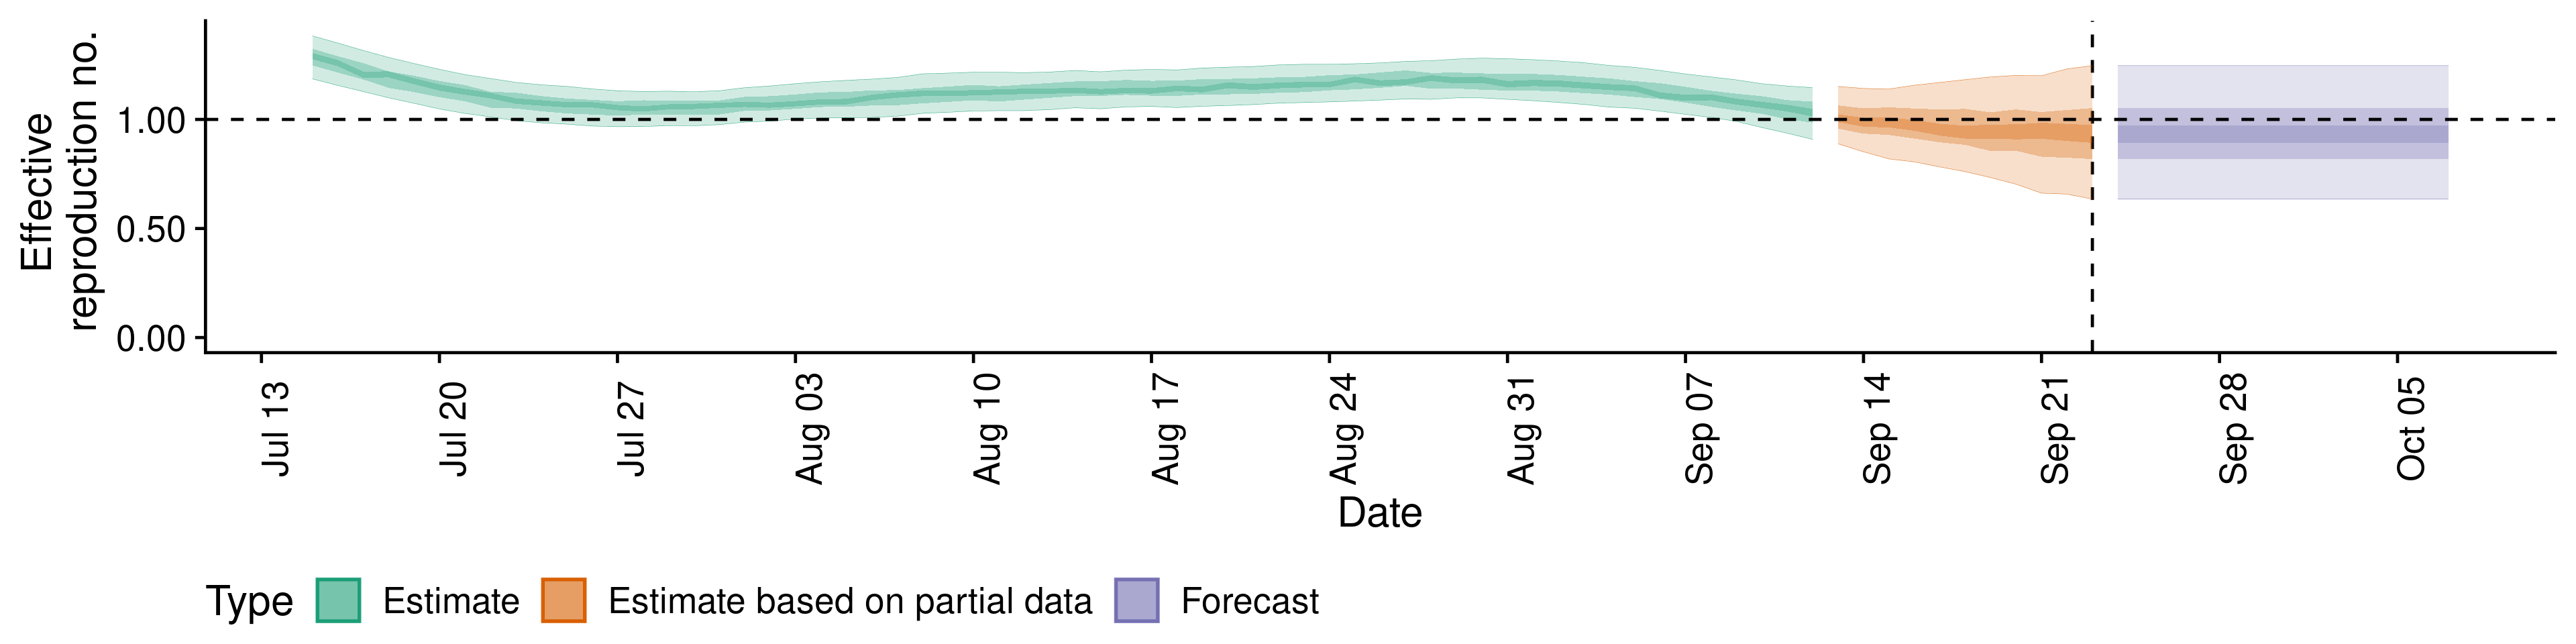 Effective
reproduction no.
1.00
0.50
0.00
Jul 13
Jul 20
Jul 27
Aug 03
Aug 10
Aug 17
Aug 24
Aug 31
Sep 07
Sep 14
Sep 21
Sep 28
Oct 05
Date
Type Estimate Estimate based on partial data Forecast